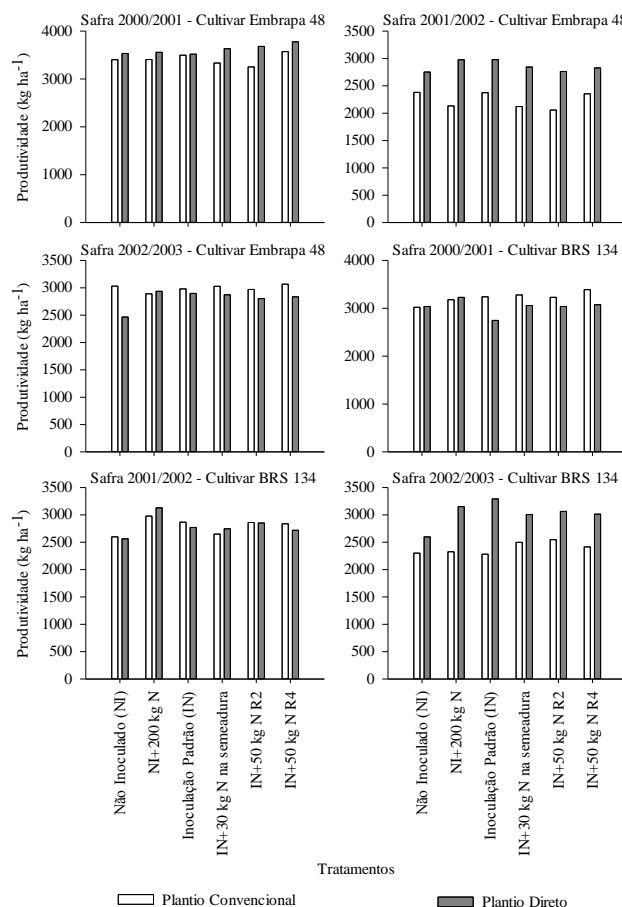 Safra 2000/2001 - Cultivar Embrapa 48
Safra 2001/2002 - Cultivar Embrapa 48
Produtividade (kg ha-1)
4000
3000
2000
1000
0
3500
3000
2500
2000
1500
1000
500
0
Safra 2002/2003 - Cultivar Embrapa 48
Safra 2000/2001 - Cultivar BRS 134
Produtividade (kg ha-1)
3500
3000
2500
2000
1500
1000
500
0
4000
3000
2000
1000
0
Safra 2001/2002 - Cultivar BRS 134
Safra 2002/2003 - Cultivar BRS 134
Produtividade (kg ha-1)
3500
3000
2500
2000
1500
1000
500
0
3500
3000
2500
2000
1500
1000
500
0
Não Inoculado (NI)
NI+200 kg N
Inoculação Padrão (IN)
IN+30 kg N na semeadura
IN+50 kg N R2
IN+50 kg N R4
Não Inoculado (NI)
NI+200 kg N
Inoculação Padrão (IN)
IN+30 kg N na semeadura
IN+50 kg N R2
IN+50 kg N R4
Tratamentos
Plantio Convencional
Plantio Direto